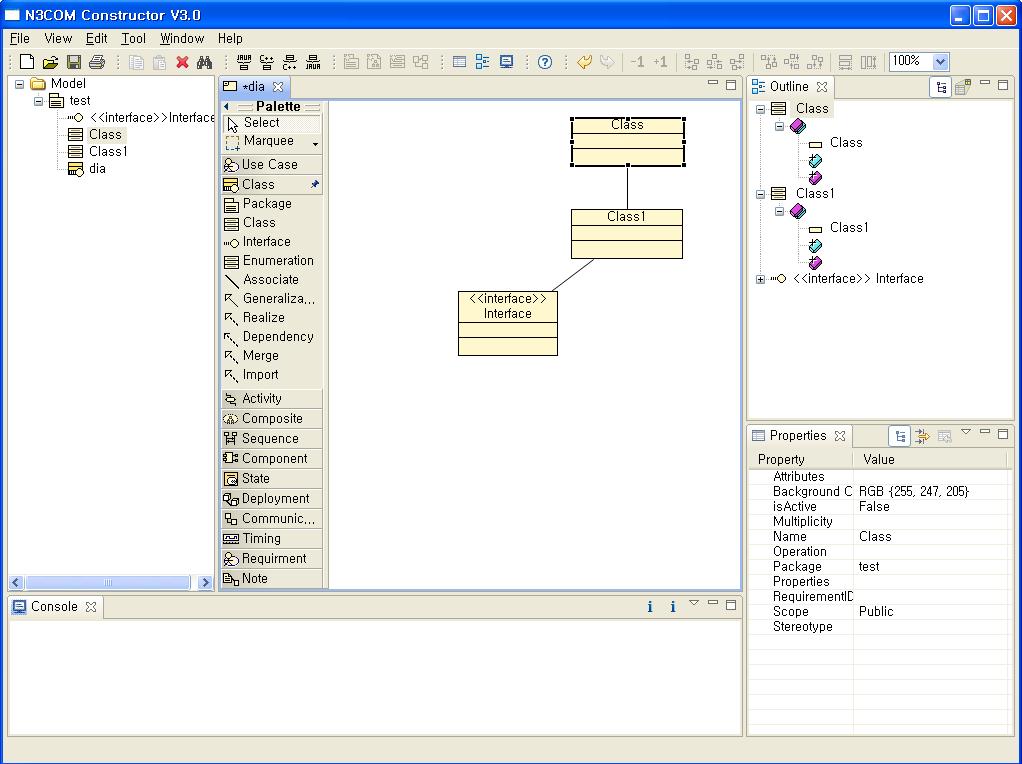 N3COM Constructor V3.0
File View Edit Tool Window Help
JAVA C++ C++ JAVA -1 +1 100%
Model
test
<<interface>>Interface
Class
Class1
dia
*dia
Palette
Select
Marquee
Use Case
Class
Package
Class
Interface
Enumeration
Associate
Generaliza...
Realize
Dependency
Merge
Import
Activity
Composite
Sequence
Component
State
Deployment
Communic...
Timing
Requirment
Note
Class
Class1
<<interface>>
Interface
Outline
Class
Class
Class1
Class1
<<interface>> Interface
Properties
Property Value
Attributes
Background C RGB {255, 247, 205}
isActive False
Multiplicity
Name Class
Operation
Package test
Properties
RequirementID
Scope Public
Stereotype
Console
i i